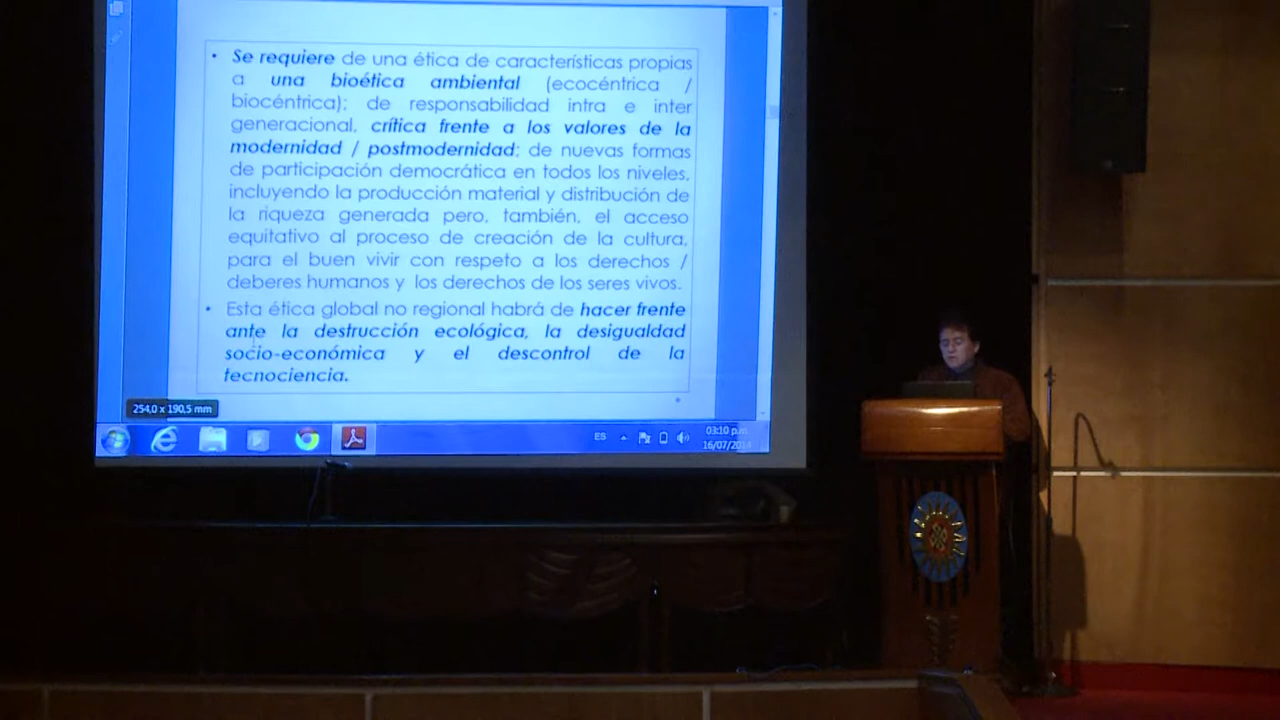 • Se requiere de una ética de características propias
a una bioética ambiental (ecocéntrica /
biocéntrica); de responsabilidad intra e inter
generacional, crítica frente a los valores de la
modernidad / postmodernidad; de nuevas formas
de participación democrática en todos los niveles,
incluyendo la producción material y distribución de
la riqueza generada pero, también, el acceso
equitativo al proceso de creación de la cultura,
para el buen vivir con respeto a los derechos /
deberes humanos y los derechos de los seres vivos.
• Esta ética global no regional habrá de hacer frente
ante la destrucción ecológica, la desigualdad
socio-económica y el descontrol de la
tecnociencia.
254,0 x 190,5 mm
ES
03:10 p.m.
16/07/2014